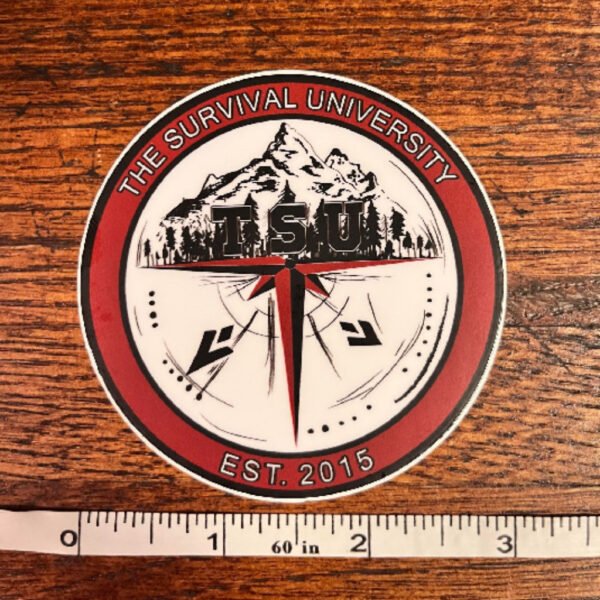 THE SURVIVAL UNIVERSITY
TSU
EST. 2015
0 1 60 in 2 3